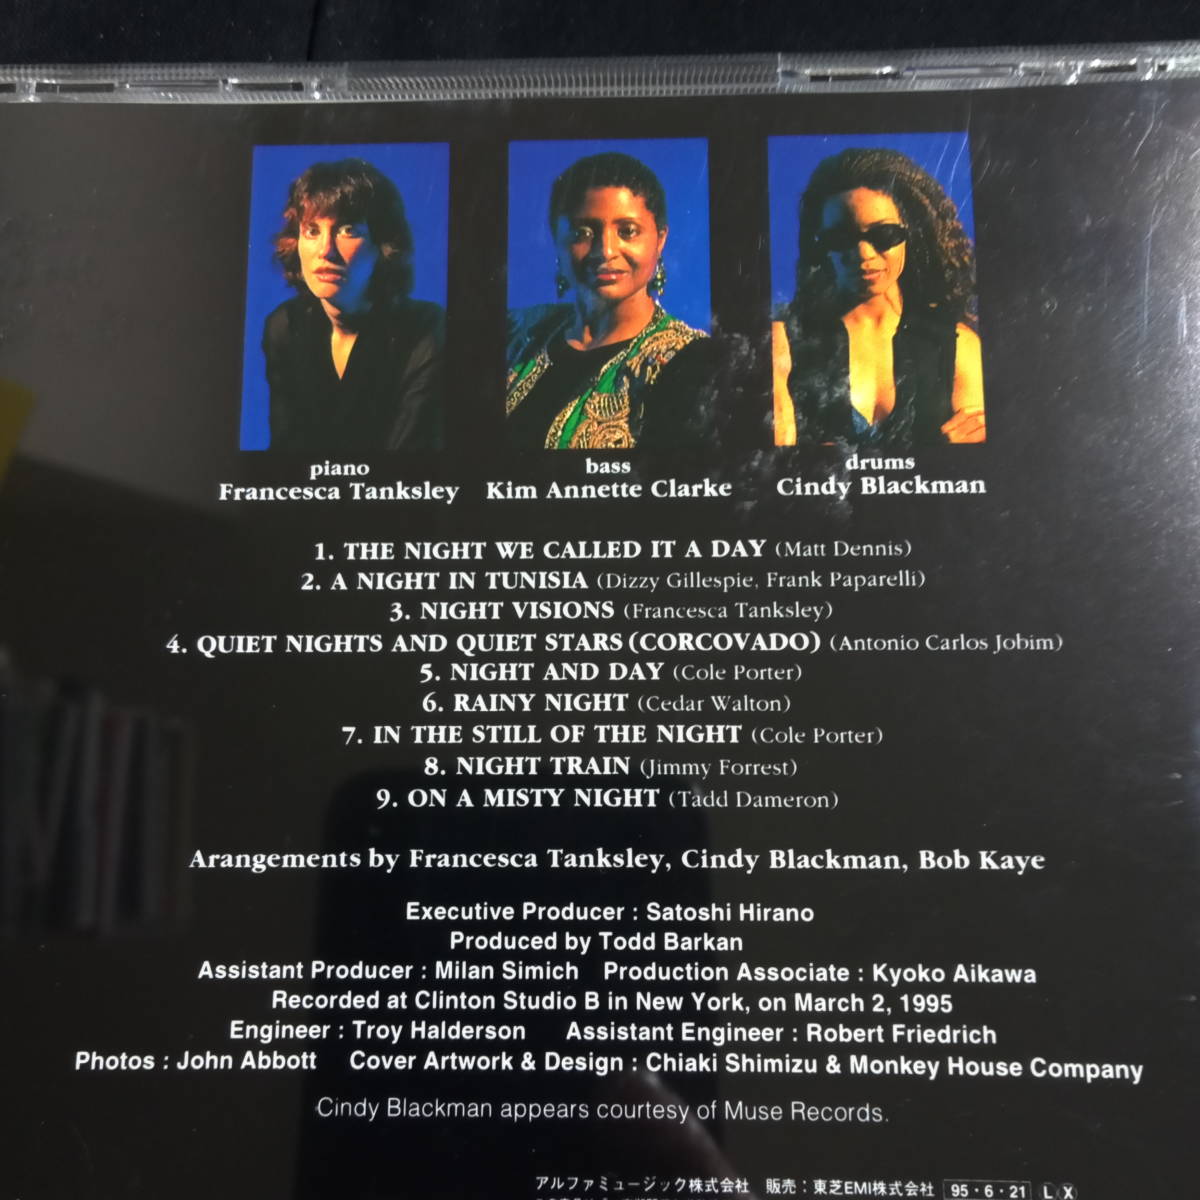 piano
Francesca Tanksley
bass
Kim Annette Clarke
drums
Cindy Blackman
1. THE NIGHT WE CALLED IT A DAY (Matt Dennis)
2. A NIGHT IN TUNISIA (Dizzy Gillespie, Frank Paparelli)
3. NIGHT VISIONS (Francesca Tanksley)
4. QUIET NIGHTS AND QUIET STARS (CORCOVADO) (Antonio Carlos Jobim)
5. NIGHT AND DAY (Cole Porter)
6. RAINY NIGHT (Cedar Walton)
7. IN THE STILL OF THE NIGHT (Cole Porter)
8. NIGHT TRAIN (Jimmy Forrest)
9. ON A MISTY NIGHT (Tadd Dameron)
Arangements by Francesca Tanksley, Cindy Blackman, Bob Kaye
Executive Producer : Satoshi Hirano
Produced by Todd Barkan
Assistant Producer : Milan Simich Production Associate : Kyoko Aikawa
Recorded at Clinton Studio B in New York, on March 2, 1995
Engineer : Troy Halderson Assistant Engineer : Robert Friedrich
Photos : John Abbott Cover Artwork & Design : Chiaki Shimizu & Monkey House Company
Cindy Blackman appears courtesy of Muse Records.
アルファミュージック株式会社 販売：東芝EMI株式会社 95・6・21 L X